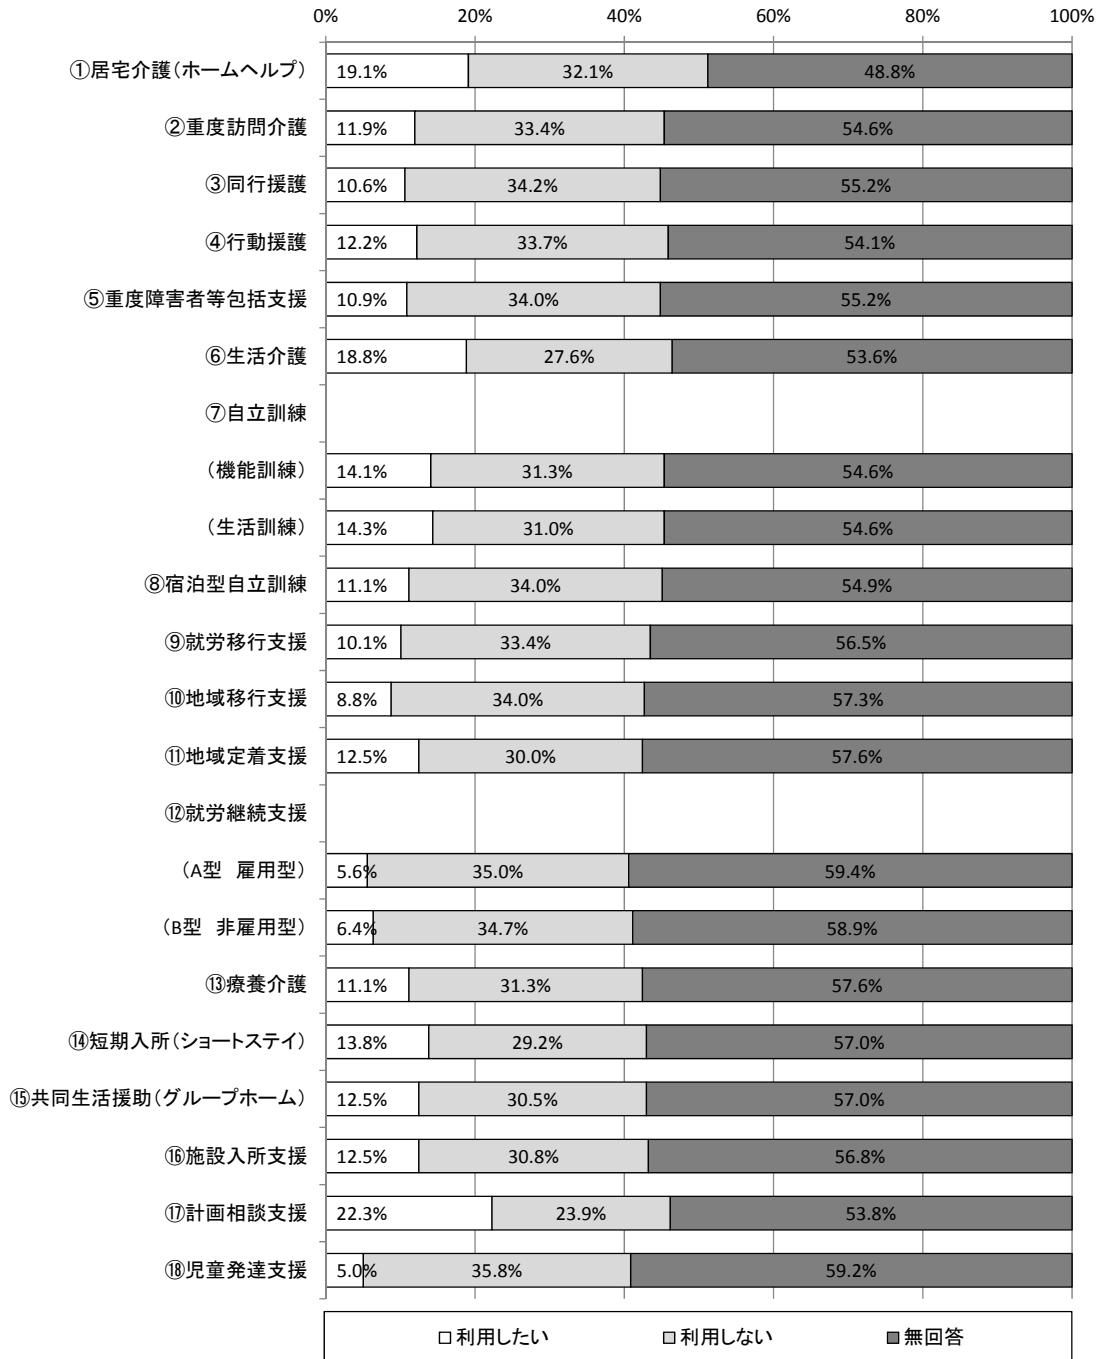 0% 20% 40% 60% 80% 100%
①居宅介護（ホームヘルプ） 19.1% 32.1% 48.8%
②重度訪問介護 11.9% 33.4% 54.6%
③同行援護 10.6% 34.2% 55.2%
④行動援護 12.2% 33.7% 54.1%
⑤重度障害者等包括支援 10.9% 34.0% 55.2%
⑥生活介護 18.8% 27.6% 53.6%
⑦自立訓練
（機能訓練） 14.1% 31.3% 54.6%
（生活訓練） 14.3% 31.0% 54.6%
⑧宿泊型自立訓練 11.1% 34.0% 54.9%
⑨就労移行支援 10.1% 33.4% 56.5%
⑩地域移行支援 8.8% 34.0% 57.3%
⑪地域定着支援 12.5% 30.0% 57.6%
⑫就労継続支援
（A型　雇用型） 5.6% 35.0% 59.4%
（B型　非雇用型） 6.4% 34.7% 58.9%
⑬療養介護 11.1% 31.3% 57.6%
⑭短期入所（ショートステイ） 13.8% 29.2% 57.0%
⑮共同生活援助（グループホーム） 12.5% 30.5% 57.0%
⑯施設入所支援 12.5% 30.8% 56.8%
⑰計画相談支援 22.3% 23.9% 53.8%
⑱児童発達支援 5.0% 35.8% 59.2%
利用したい 利用しない 無回答